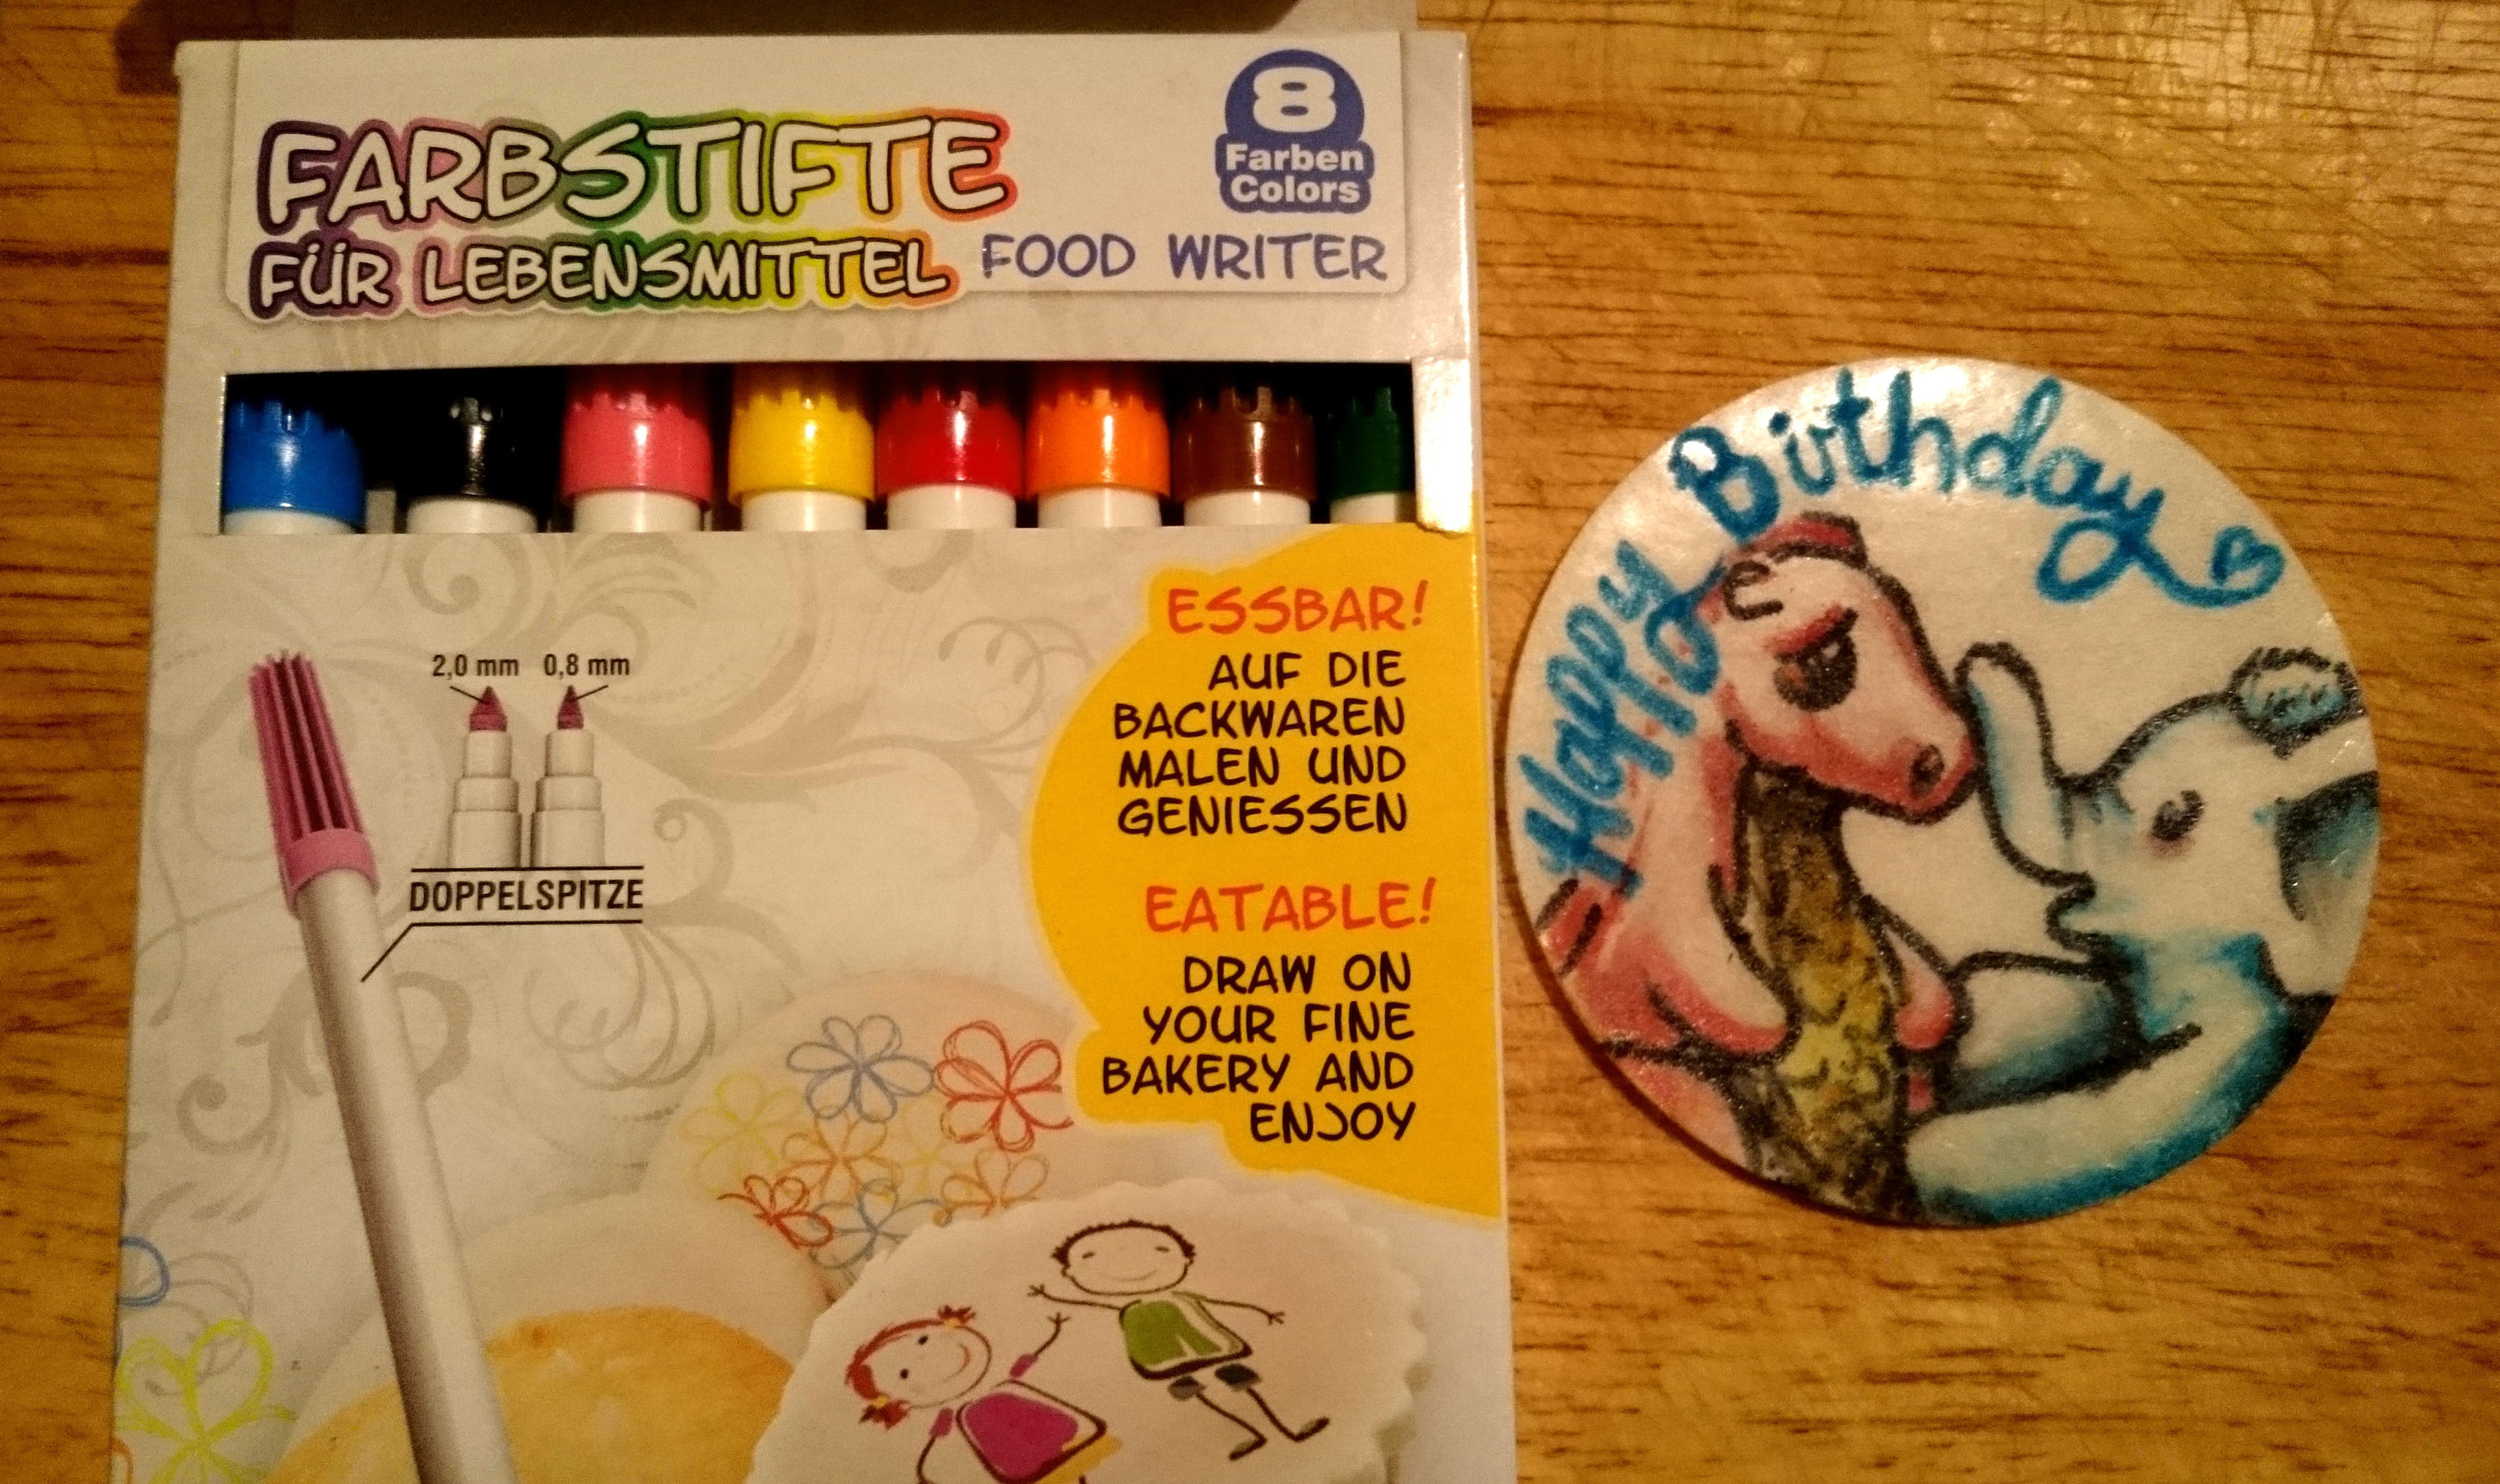 FARBSTIFTE
FÜR LEBENSMITTEL
FOOD WRITER
8
Farben
Colors
2,0 mm 0,8 mm
DOPPELSPITZE
ESSBAR!
AUF DIE
BACKWAREN
MALEN UND
GENIESSEN
EATABLE!
DRAW ON
YOUR FINE
BAKERY AND
ENJOY
Happy Birthday